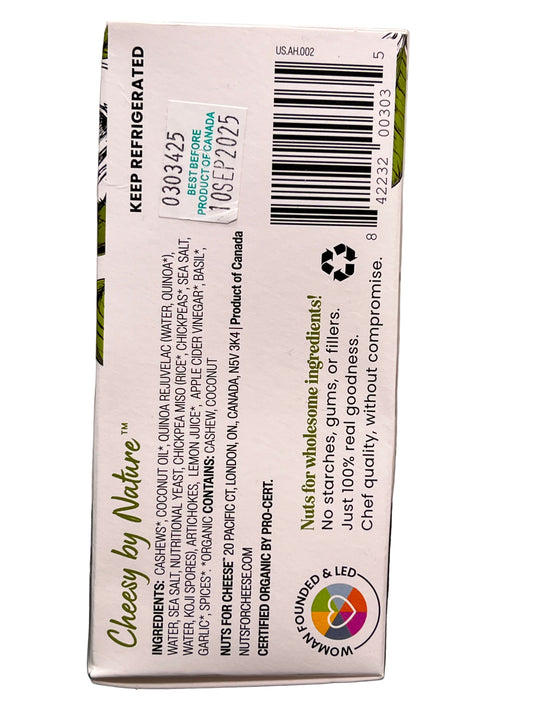 Cheesy by Nature™
INGREDIENTS: CASHEWS*, COCONUT OIL*, QUINOA REJUVELAC (WATER, QUINOA*),
WATER, SEA SALT, NUTRITIONAL YEAST, CHICKPEA MISO (RICE*, CHICKPEAS*, SEA SALT,
WATER, KOJI SPORES), ARTICHOKES, LEMON JUICE*, APPLE CIDER VINEGAR*, BASIL*,
GARLIC*, SPICES*. *ORGANIC CONTAINS: CASHEW, COCONUT
NUTS FOR CHEESE™ 20 PACIFIC CT, LONDON, ON., CANADA, N5V 3K4 | Product of Canada
NUTSFORCHEESE.COM
CERTIFIED ORGANIC BY PRO-CERT.
KEEP REFRIGERATED
0303425
BEST BEFORE
PRODUCT OF CANADA
10SEP2025
WOMAN FOUNDED & LED
Nuts for wholesome ingredients!
No starches, gums, or fillers.
Just 100% real goodness.
Chef quality, without compromise.
US.AH.002
8 42232 00303 5